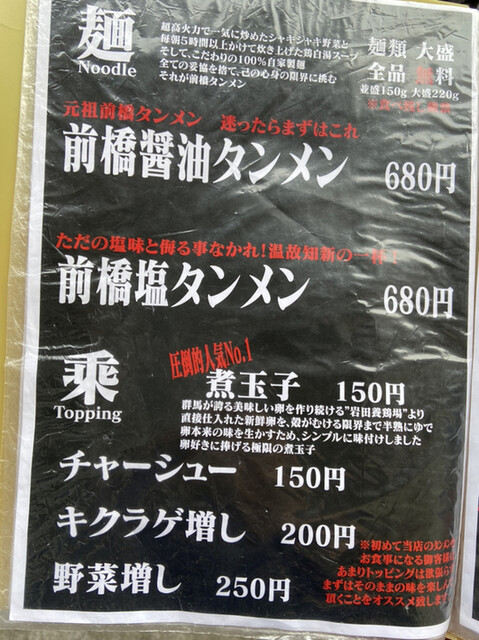 麺
Noodle
超高火力で一気に炒めたシャキシャキ野菜と
毎朝5時間以上かけて炊き上げた鶏白湯スープ
そして、こだわりの100％自家製麺
全ての妥協を捨て、己の心身の限界に挑む
それが前橋タンメン
麺類 大盛
全品 無料
並盛150g 大盛220g
元祖前橋タンメン 迷ったらまずはこれ
前橋醤油タンメン 680円
ただの塩味と侮る事なかれ！温故知新の一杯！
前橋塩タンメン 680円
乗
Topping
圧倒的人気No.1
煮玉子 150円
群馬が誇る美味しい卵を作り続ける"岩田養鶏場"より
直接仕入れた新鮮卵を、殻がむける限界まで半熟にゆで
卵本来の味を生かすため、シンプルに味付けしました
卵好きに捧げる極限の煮玉子
チャーシュー 150円
キクラゲ増し 200円
野菜増し 250円
※初めて当店のタンメン
お食事になる御客様
あまりトッピングは欲張ら
まずはそのままの味を楽しん
頂くことをオススメ致します